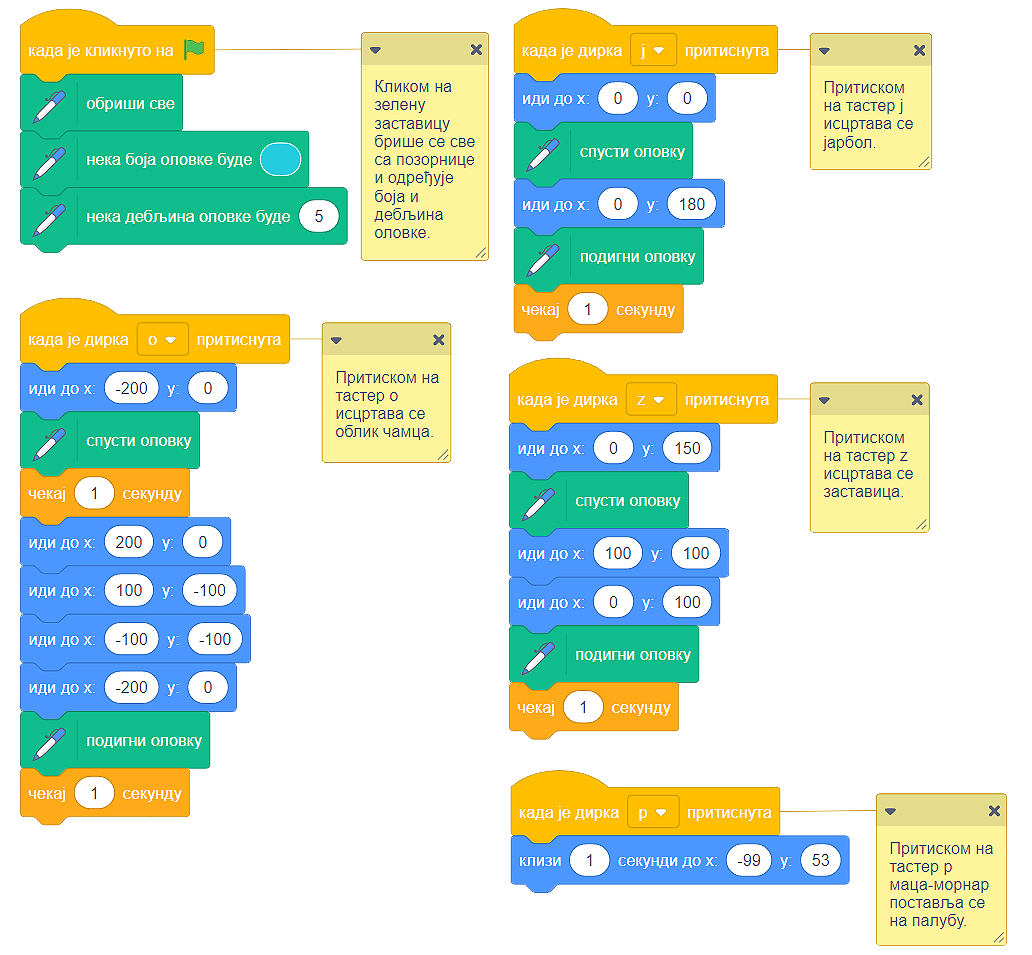 када је кликнуто на
обриши све
нека боја оловке буде
нека дебљина оловке буде 5
Кликом на
зелену
заставицу
брише се све
са позорнице
и одређује
боја и
дебљина
оловке.
када је дирка j притиснута
иди до x: 0 y: 0
спусти оловку
иди до x: 0 y: 180
подигни оловку
чекај 1 секунду
Притиском
на тастер j
исцртава се
јарбол.
када је дирка o притиснута
иди до x: -200 y: 0
спусти оловку
чекај 1 секунду
иди до x: 200 y: 0
иди до x: 100 y: -100
иди до x: -100 y: -100
иди до x: -200 y: 0
подигни оловку
чекај 1 секунду
Притиском на
тастер о
исцртава се
облик чамца.
када је дирка z притиснута
иди до x: 0 y: 150
спусти оловку
иди до x: 100 y: 100
иди до x: 0 y: 100
подигни оловку
чекај 1 секунду
Притиском
на тастер z
исцртава се
заставица.
када је дирка p притиснута
клизи 1 секунди до x: -99 y: 53
Притиском на
тастер p
маца-морнар
поставља се
на палубу.